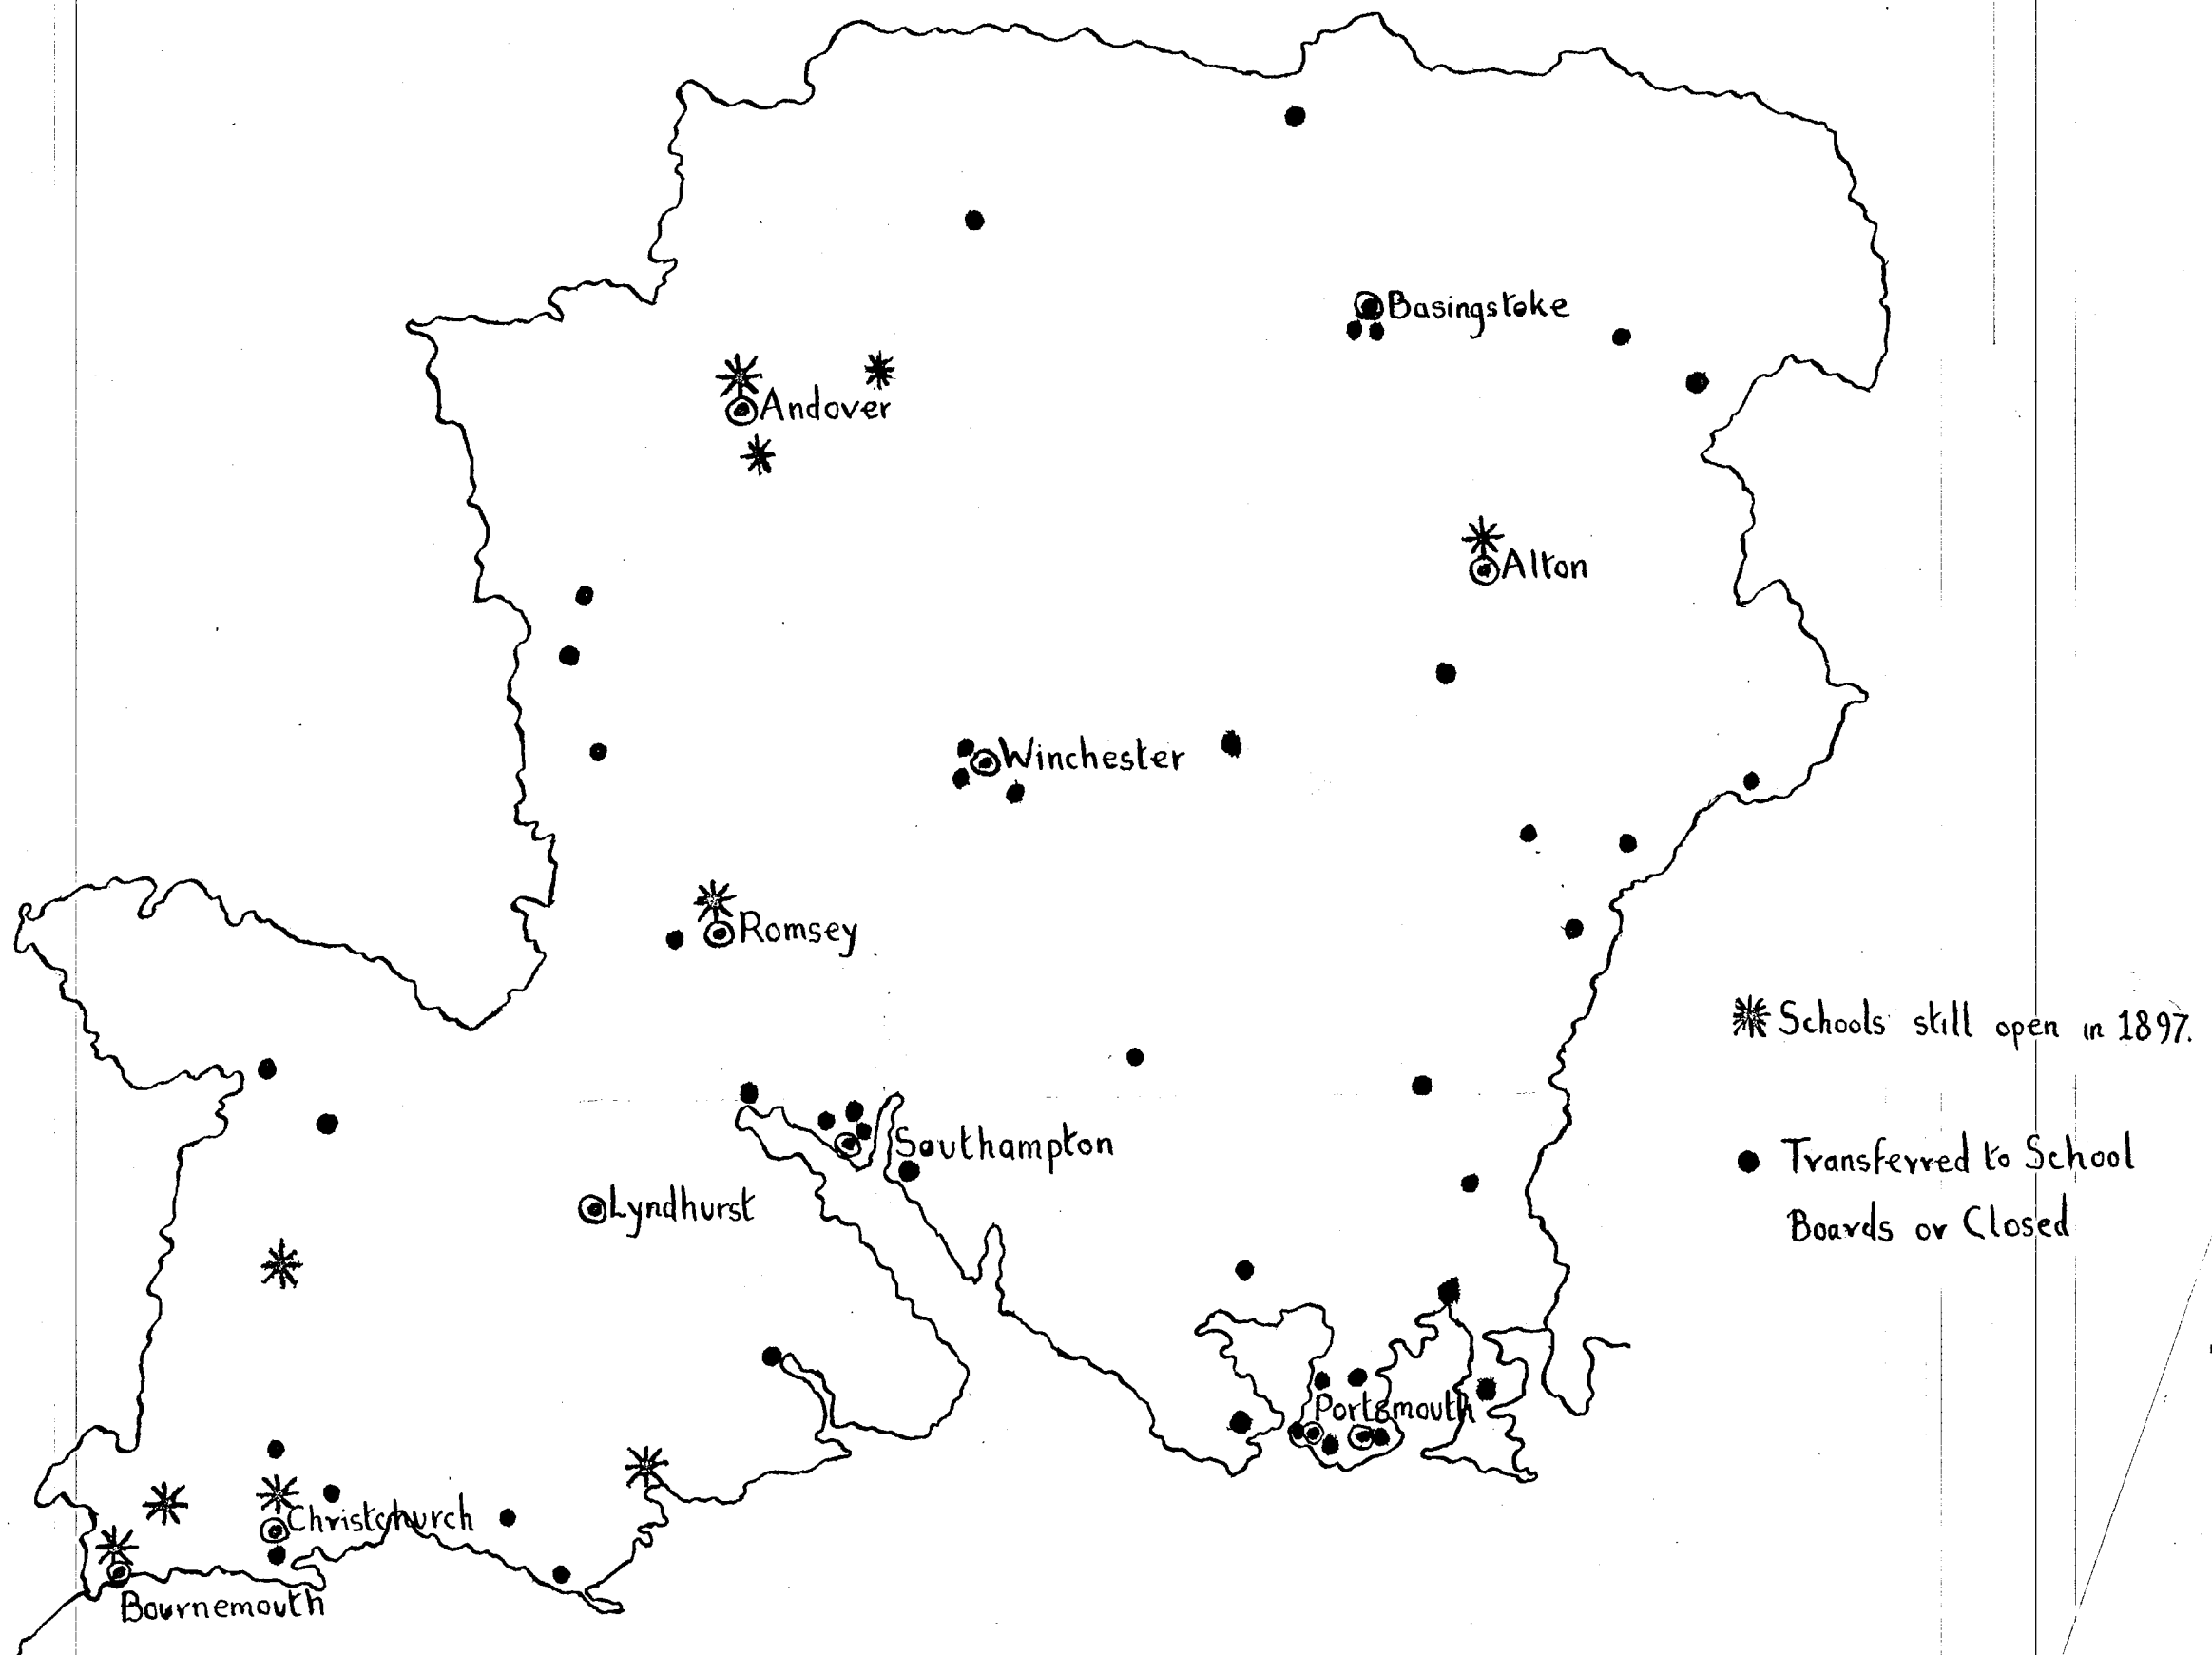 Basingstoke
Andover
Alton
Winchester
Romsey
Schools still open in 1897.
Southampton
Transferred to School
Boards or Closed
Lyndhurst
Portsmouth
Christchurch
Bournemouth